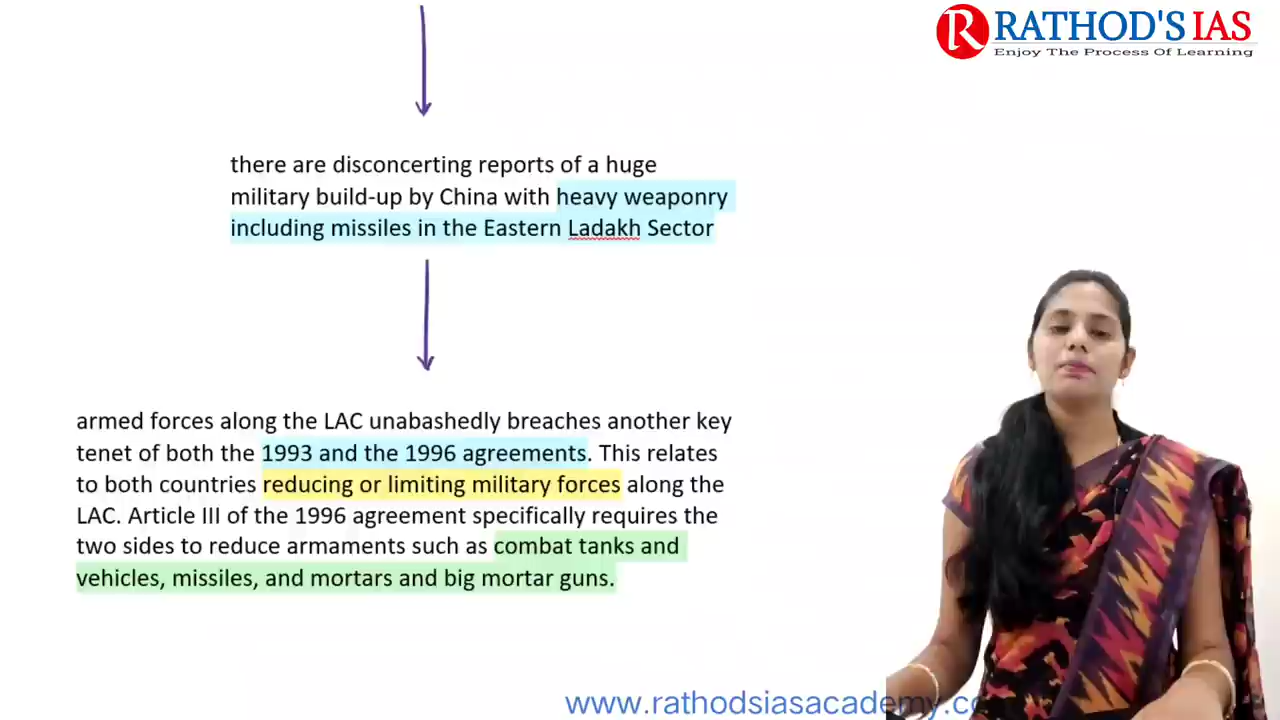 RATHOD'S IAS
Enjoy The Process Of Learning
there are disconcerting reports of a huge
military build-up by China with heavy weaponry
including missiles in the Eastern Ladakh Sector
armed forces along the LAC unabashedly breaches another key
tenet of both the 1993 and the 1996 agreements. This relates
to both countries reducing or limiting military forces along the
LAC. Article III of the 1996 agreement specifically requires the
two sides to reduce armaments such as combat tanks and
vehicles, missiles, and mortars and big mortar guns.
www.rathodsiasacademy.c